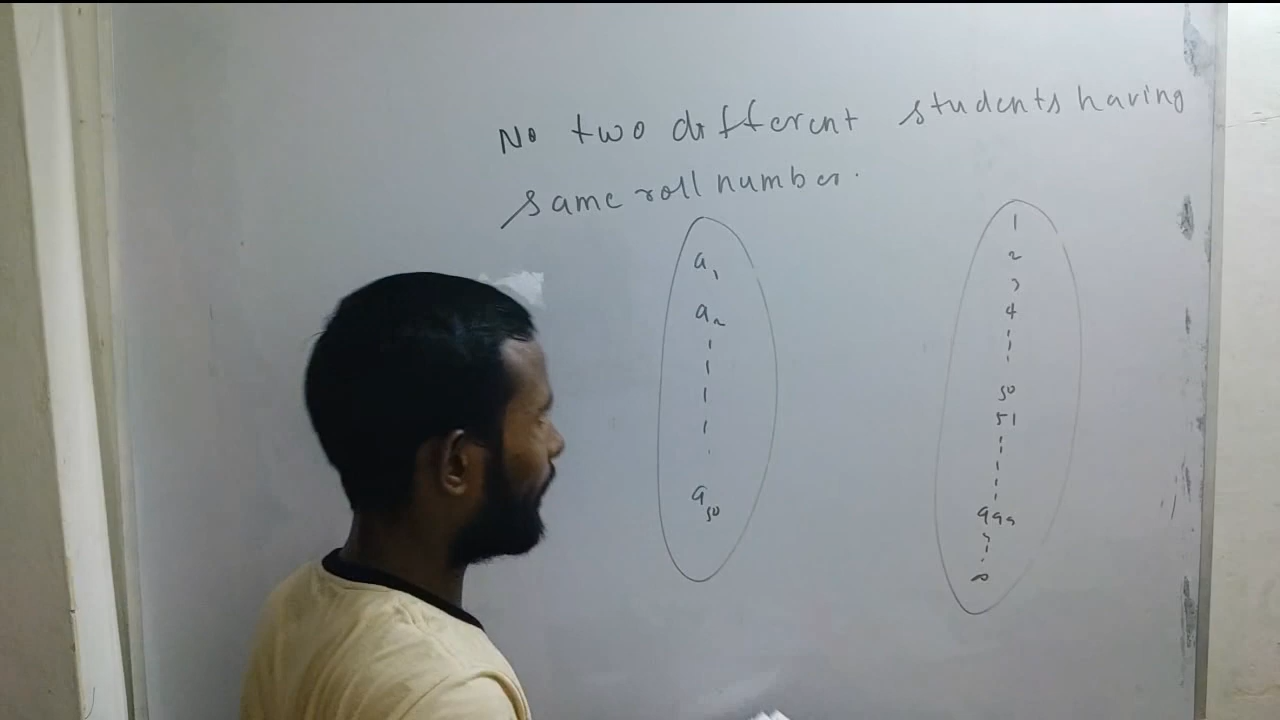 No two different students having
same roll number.
a1
a2
a50
1
2
3
4
50
51
999